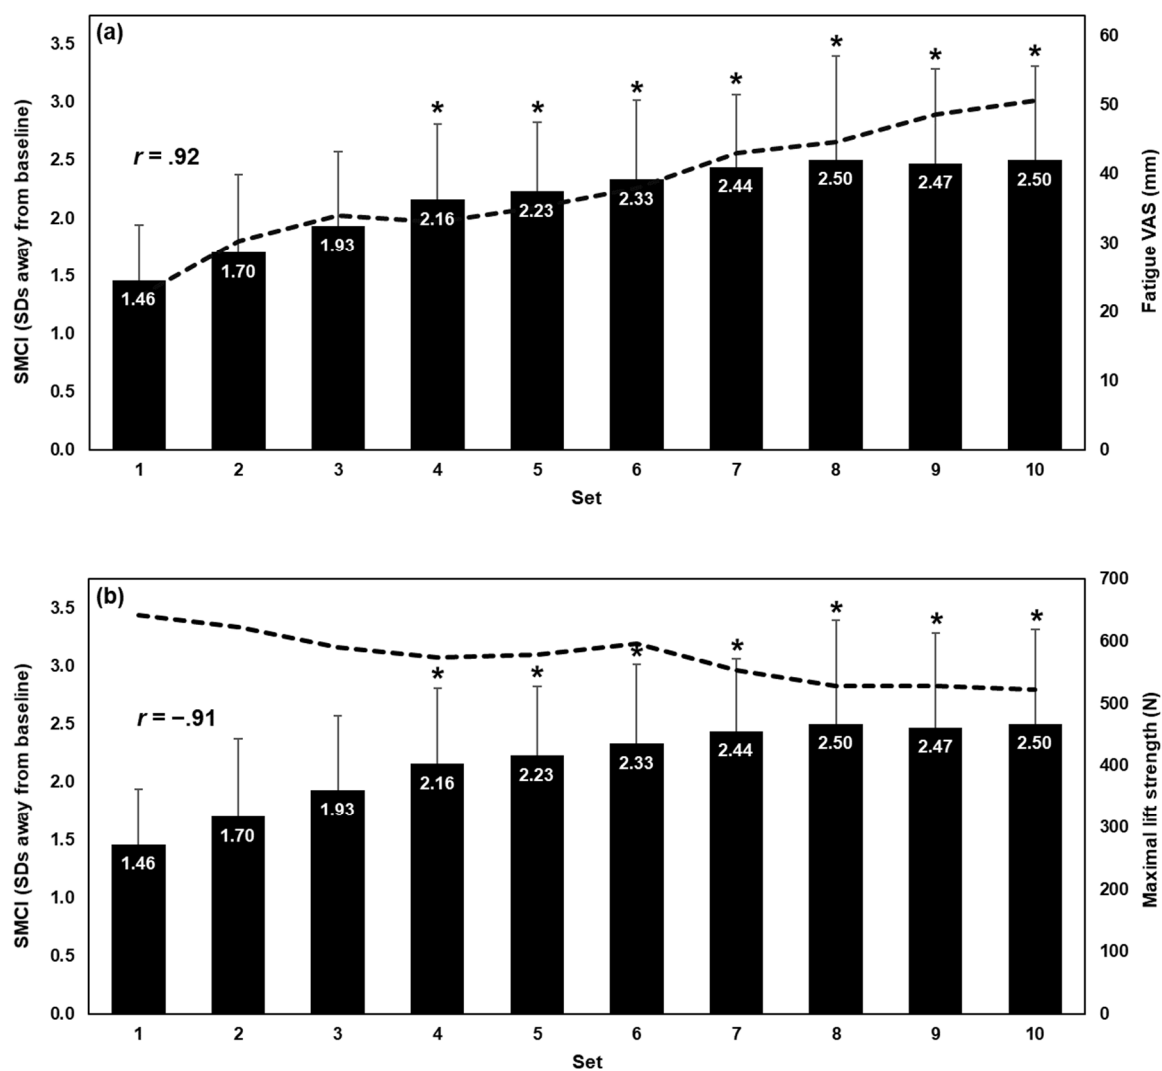 (a)
SMCI (SDs away from baseline)
3.5
3.0
2.5
2.0
1.5
1.0
0.5
0.0
r = .92
* * * * * * *
1.46 1.70 1.93 2.16 2.23 2.33 2.44 2.50 2.47 2.50
60
50
40
30
20
10
0
Fatigue VAS (mm)
1 2 3 4 5 6 7 8 9 10
Set
(b)
SMCI (SDs away from baseline)
3.5
3.0
2.5
2.0
1.5
1.0
0.5
0.0
r = −.91
* * * * * * *
1.46 1.70 1.93 2.16 2.23 2.33 2.44 2.50 2.47 2.50
700
600
500
400
300
200
100
0
Maximal lift strength (N)
1 2 3 4 5 6 7 8 9 10
Set